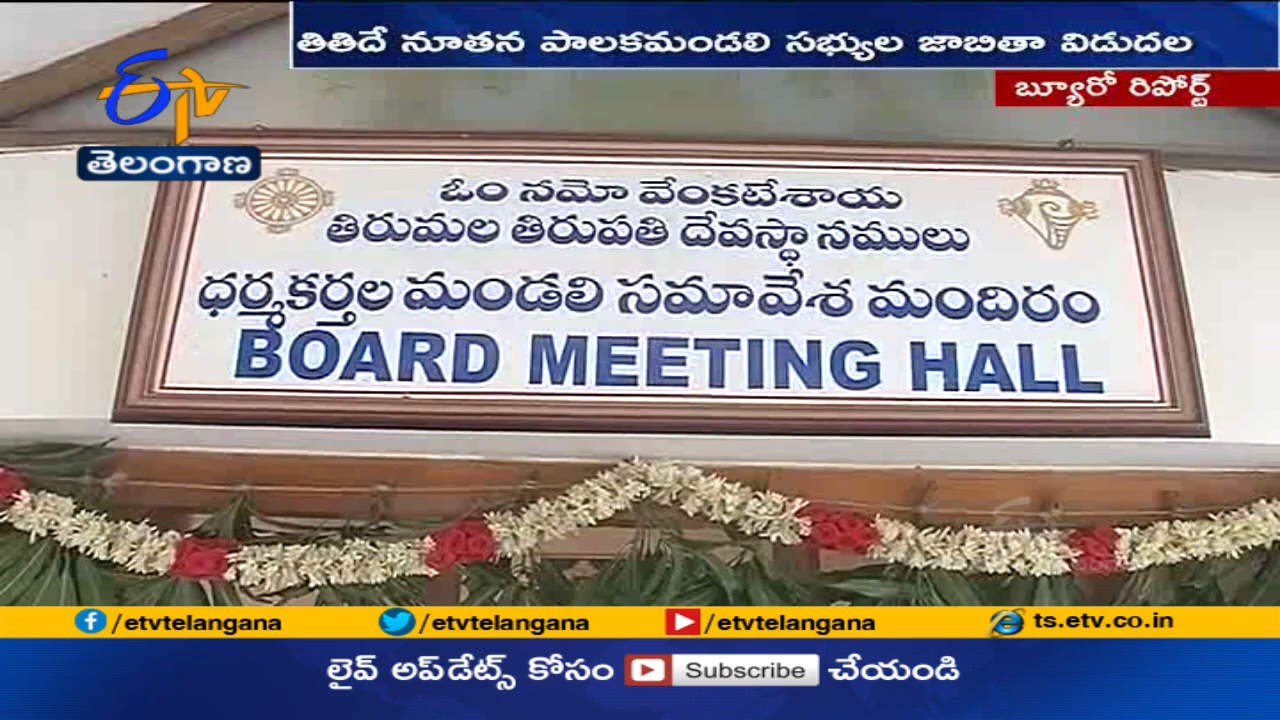 తితిదే నూతన పాలకమండలి సభ్యుల జాబితా విడుదల
బ్యూరో రిపోర్ట్
ETV
తెలంగాణ
ఓం నమో వేంకటేశాయ
తిరుమల తిరుపతి దేవస్థానములు
ధర్మకర్తల మండలి సమావేశ మందిరం
BOARD MEETING HALL
/etvtelangana /etvtelangana /etvtelangana ts.etv.co.in
లైవ్ అప్‌డేట్స్ కోసం Subscribe చేయండి